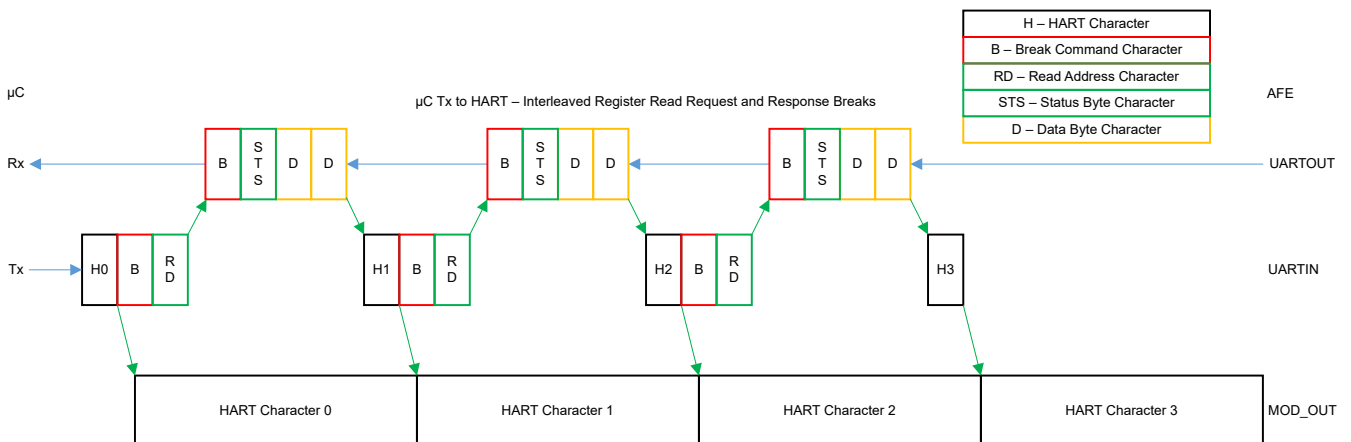 H – HART Character
B – Break Command Character
RD – Read Address Character
STS – Status Byte Character
D – Data Byte Character
µC
µC Tx to HART – Interleaved Register Read Request and Response Breaks
AFE
Rx
B
S
T
S
D
D
B
S
T
S
D
D
B
S
T
S
D
D
UARTOUT
Tx
H0
B
R
D
H1
B
R
D
H2
B
R
D
H3
UARTIN
HART Character 0
HART Character 1
HART Character 2
HART Character 3
MOD_OUT